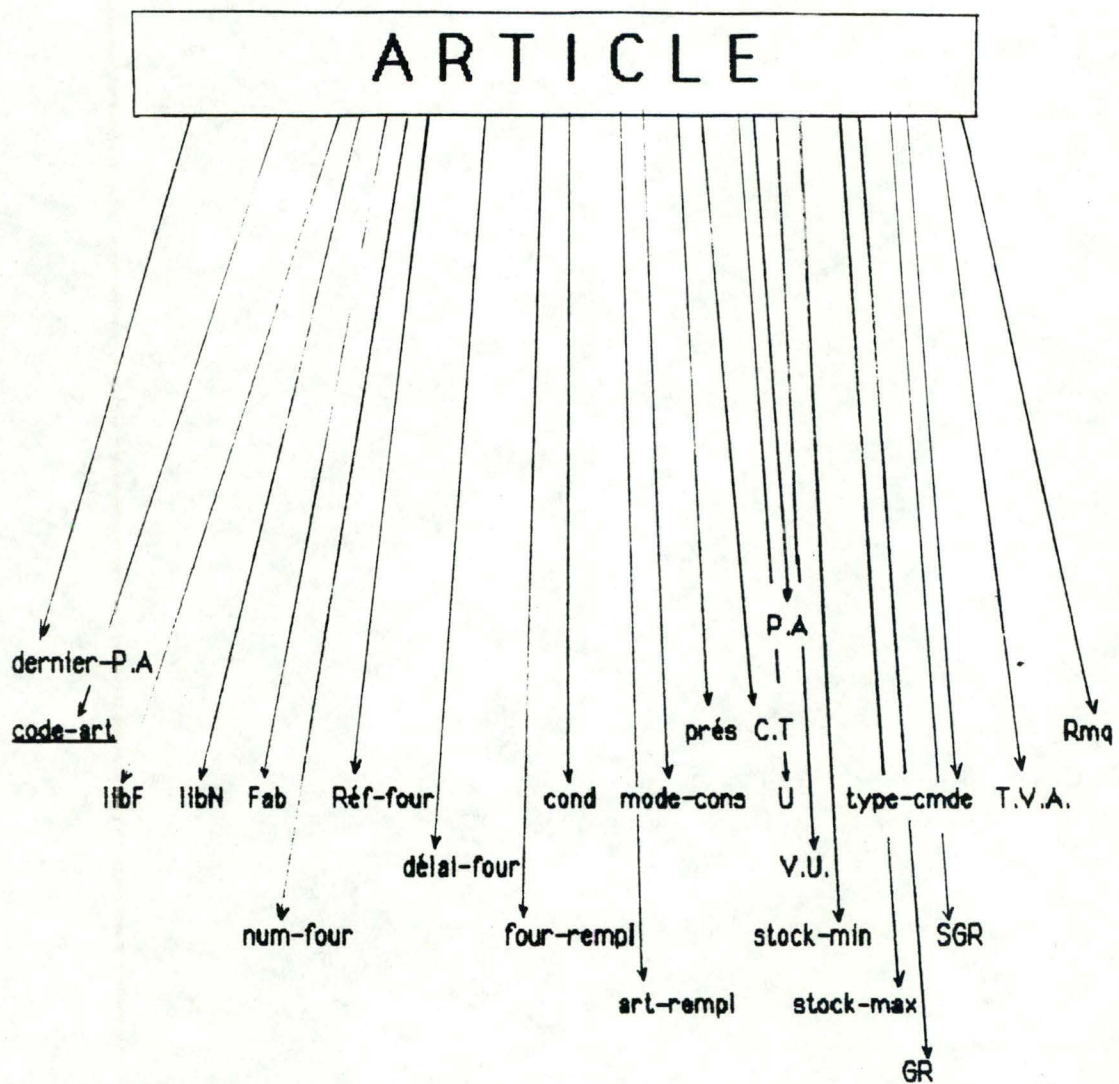 ARTICLE
P.A
dernier-P.A
code-art
prés C.T
Rmq
libF libN Fab Réf-four cond mode-cons U type-cmde T.V.A.
délai-four V.U.
num-four four-rempl stock-min SGR
art-rempl stock-max
GR